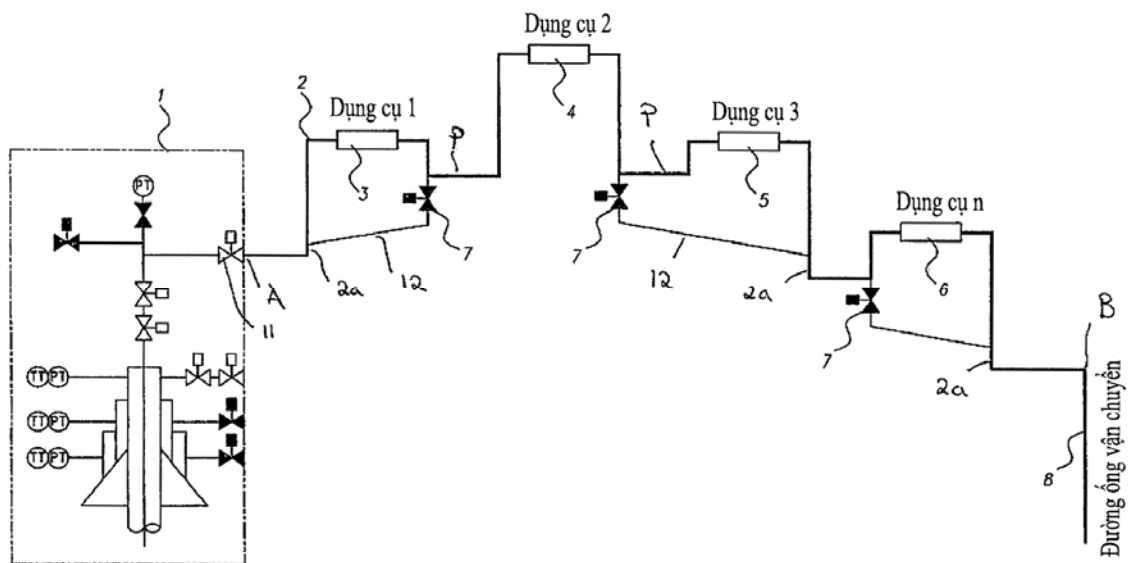 Dụng cụ 2
1
2
Dụng cụ 1
4
Dụng cụ 3
P
P
PT
3
5
Dụng cụ n
7
7
12
12
2a
A
2a
11
6
B
7
2a
TT PT
TT PT
TT PT
8
Đường ống vận chuyển